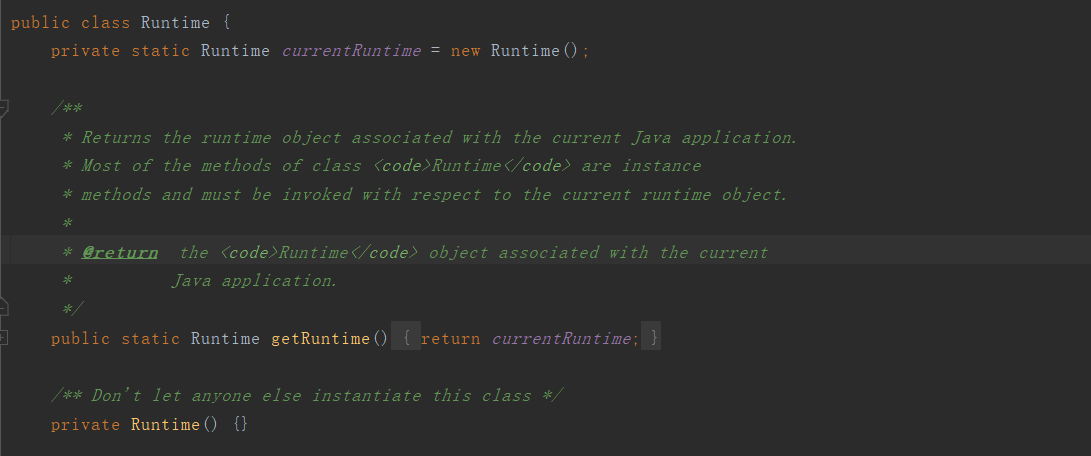 public class Runtime {
    private static Runtime currentRuntime = new Runtime();
    /**
     * Returns the runtime object associated with the current Java application.
     * Most of the methods of class <code>Runtime</code> are instance
     * methods and must be invoked with respect to the current runtime object.
     *
     * @return  the <code>Runtime</code> object associated with the current
     *          Java application.
     */
    public static Runtime getRuntime() { return currentRuntime; }
    /** Don't let anyone else instantiate this class */
    private Runtime() {}